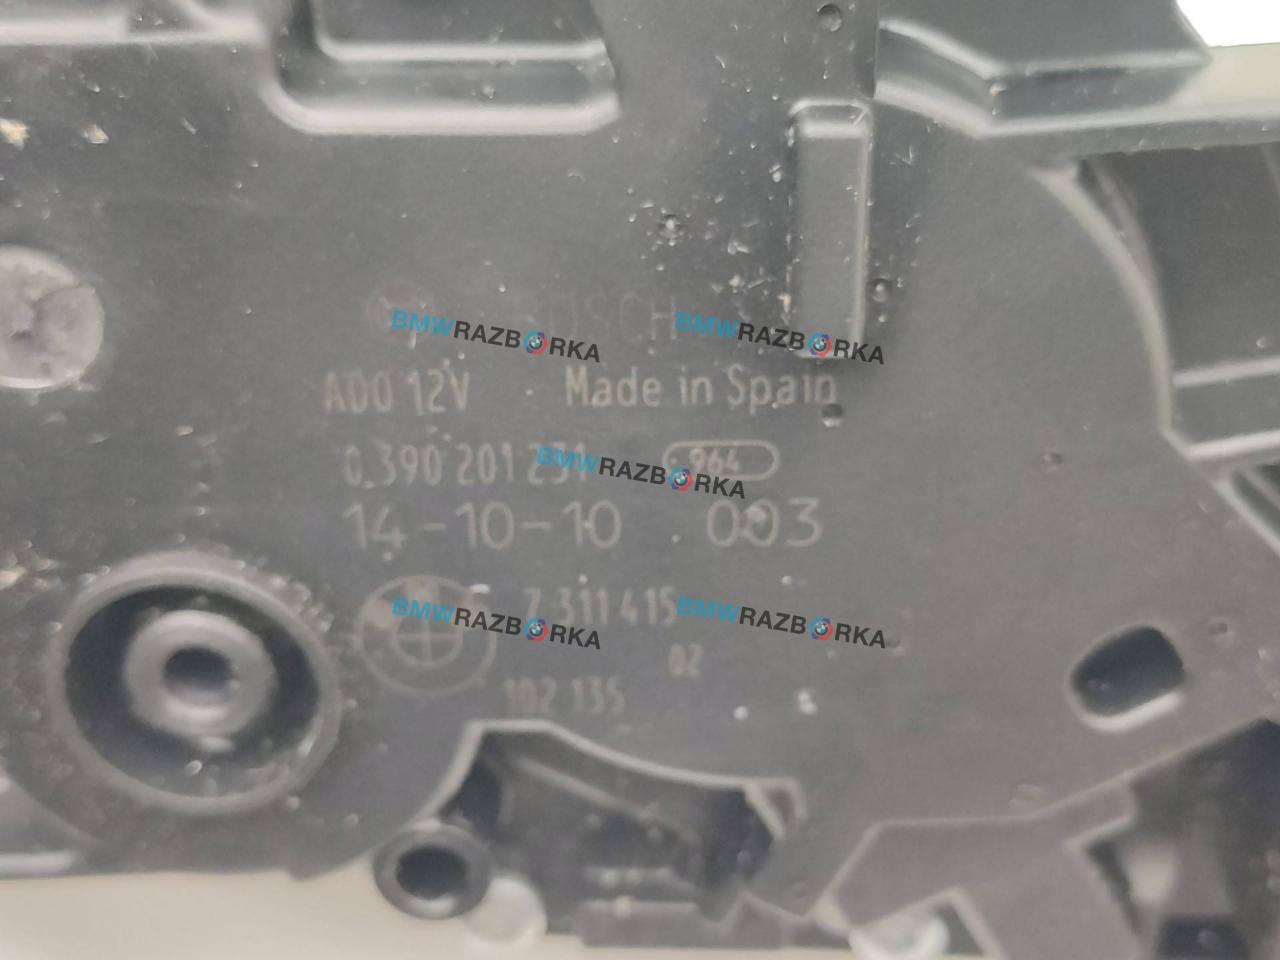 BOSCH
ADO 12V Made in Spain
0.390 201 231 964
14-10-10 003
7 311 415
02
102 135
BMWRAZBORKA BMWRAZBORKA
BMWRAZBORKA
BMWRAZBORKA BMWRAZBORKA